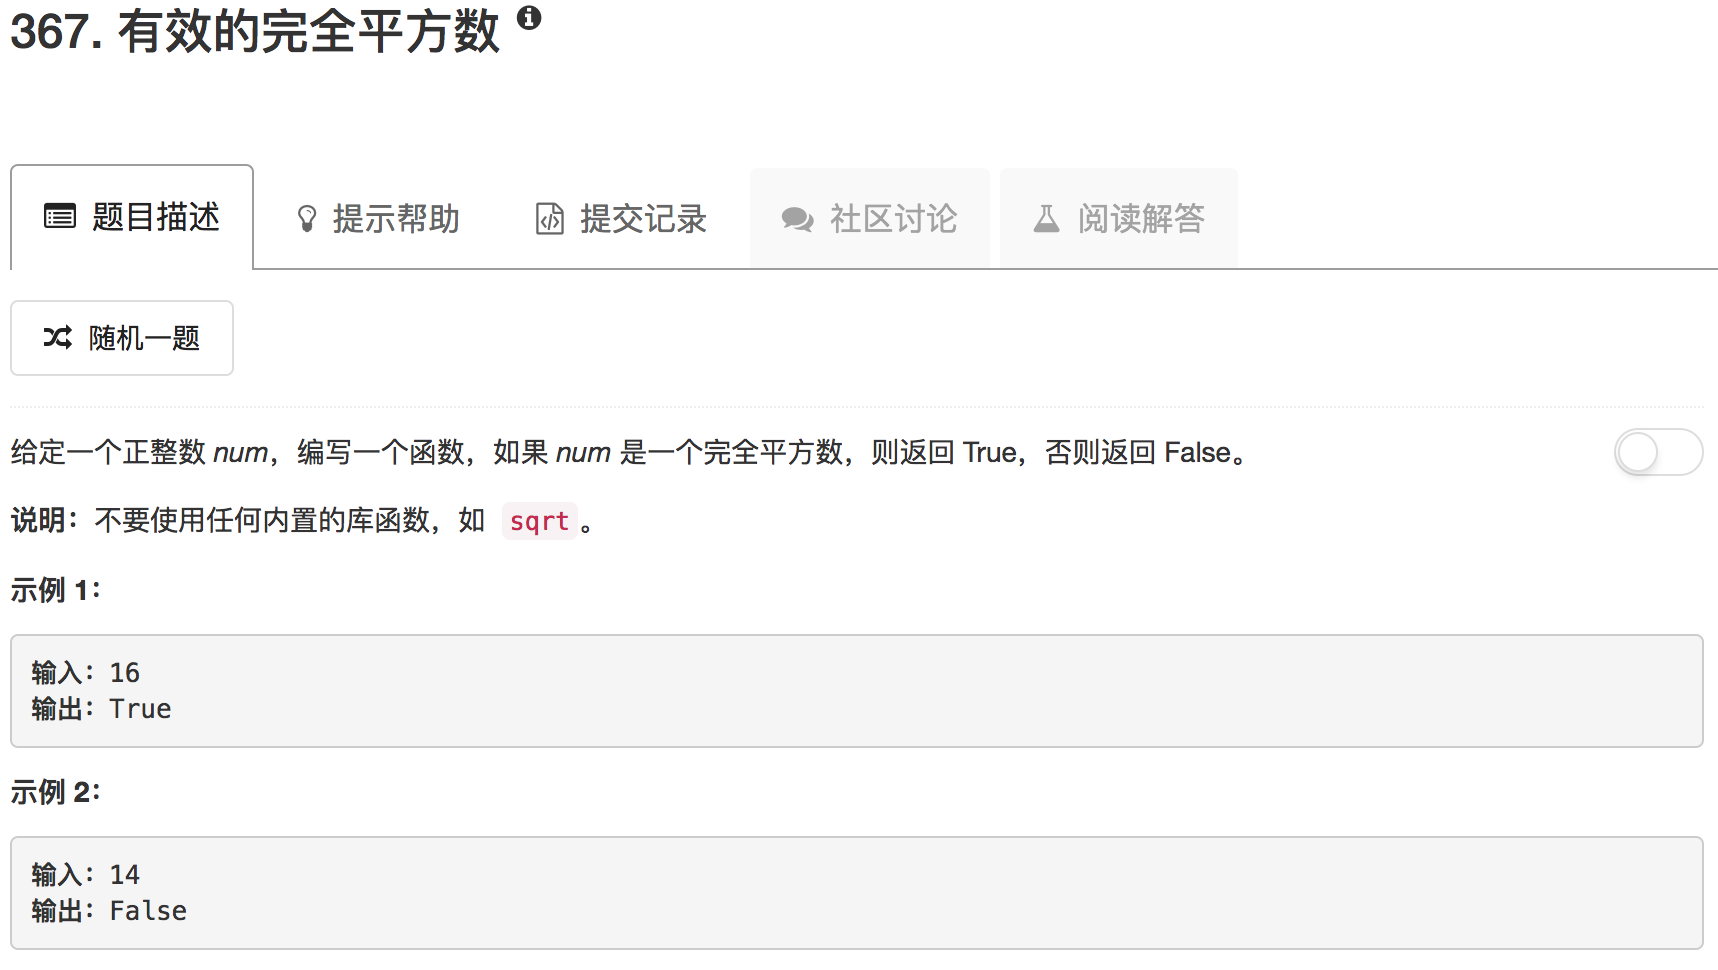 367. 有效的完全平方数
题目描述 提示帮助 提交记录 社区讨论 阅读解答
随机一题
给定一个正整数 num，编写一个函数，如果 num 是一个完全平方数，则返回 True，否则返回 False。
说明：不要使用任何内置的库函数，如 sqrt。
示例 1：
输入：16
输出：True
示例 2：
输入：14
输出：False